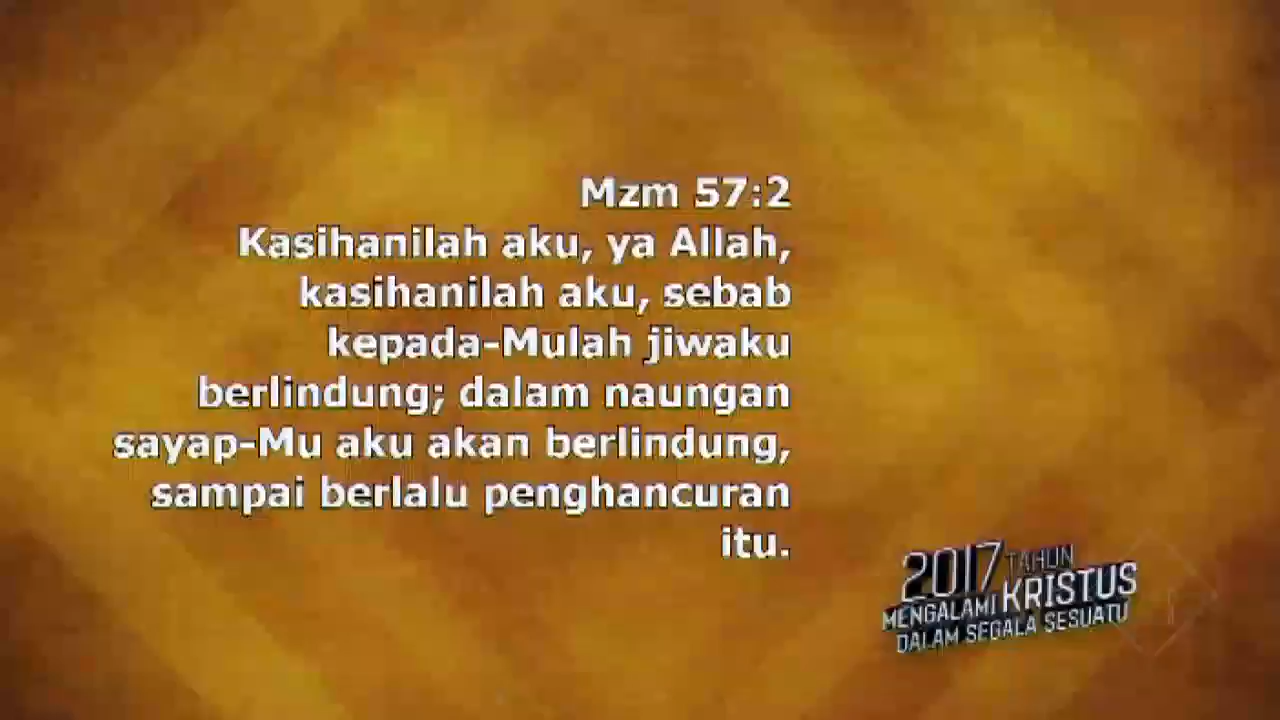 Mzm 57:2
Kasihanilah aku, ya Allah,
kasihanilah aku, sebab
kepada-Mulah jiwaku
berlindung; dalam naungan
sayap-Mu aku akan berlindung,
sampai berlalu penghancuran
itu.
2017 TAHUN
MENGALAMI KRISTUS
DALAM SEGALA SESUATU